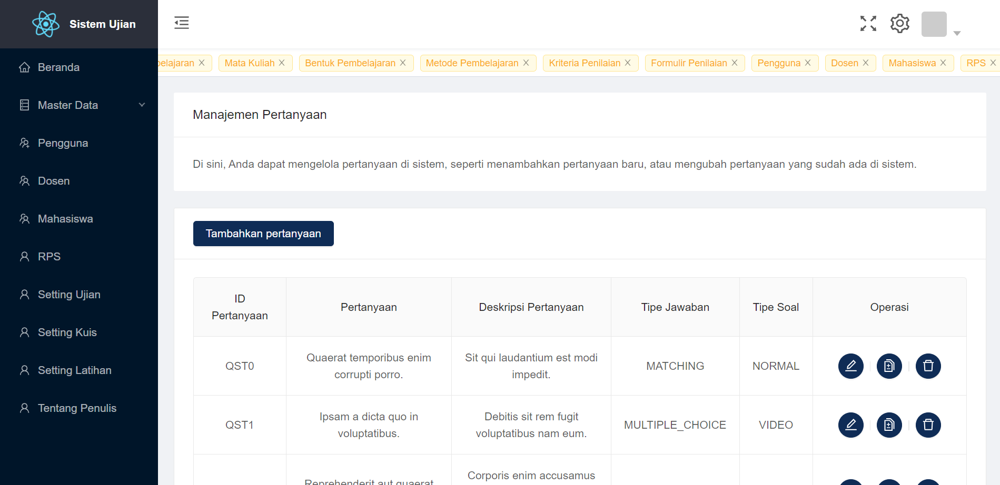 Sistem Ujian
Beranda
Master Data
Pengguna
Dosen
Mahasiswa
RPS
Setting Ujian
Setting Kuis
Setting Latihan
Tentang Penulis
Mata Kuliah Bentuk Pembelajaran Metode Pembelajaran Kriteria Penilaian Formulir Penilaian Pengguna Dosen Mahasiswa RPS
Manajemen Pertanyaan
Di sini, Anda dapat mengelola pertanyaan di sistem, seperti menambahkan pertanyaan baru, atau mengubah pertanyaan yang sudah ada di sistem.
Tambahkan pertanyaan
ID
Pertanyaan
Pertanyaan
Deskripsi Pertanyaan
Tipe Jawaban
Tipe Soal
Operasi
QST0
Quaerat temporibus enim
corrupti porro.
Sit qui laudantium est modi
impedit.
MATCHING
NORMAL
QST1
Ipsam a dicta quo in
voluptatibus.
Debitis sit rem fugit
voluptatibus nam eum.
MULTIPLE_CHOICE
VIDEO
Reprehenderit aut quaerat
Corporis enim accusamus